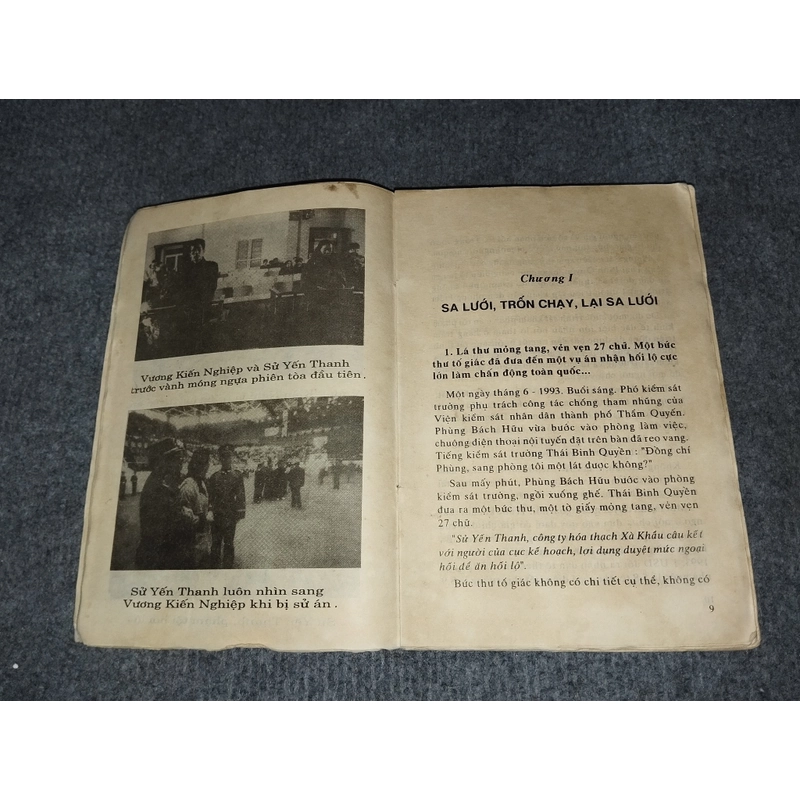 Vương Kiến Nghiệp và Sử Yến Thanh
trước vành móng ngựa phiên tòa đầu tiên.
Sử Yến Thanh luôn nhìn sang
Vương Kiến Nghiệp khi bị sử án.
Chương I
SA LƯỚI, TRỐN CHẠY, LẠI SA LƯỚI
1. Lá thư mỏng tang, vẻn vẹn 27 chữ. Một bức
thư tố giác đã đưa đến một vụ án nhận hối lộ cực
lớn làm chấn động toàn quốc...
Một ngày tháng 6 - 1993. Buổi sáng. Phó kiểm sát
trưởng phụ trách công tác chống tham nhũng của
Viện kiểm sát nhân dân thành phố Thẩm Quyến.
Phùng Bách Hữu vừa bước vào phòng làm việc,
chuông điện thoại nội tuyến đặt trên bàn đã reo vang.
Tiếng kiểm sát trưởng Thái Binh Quyền : "Đồng chí
Phùng, sang phòng tôi một lát được không?"
Sau mấy phút, Phùng Bách Hữu bước vào phòng
kiểm sát trưởng, ngồi xuống ghế. Thái Binh Quyền
đưa ra một bức thư, một tờ giấy mỏng tang, vẻn vẹn
27 chữ.
"Sử Yến Thanh, công ty hóa thạch Xà Khẩu câu kết
với người của cục kế hoạch, lợi dụng duyệt mức ngoại
hối để ăn hối lộ".
Bức thư tố giác không có chi tiết cụ thể, không có
9